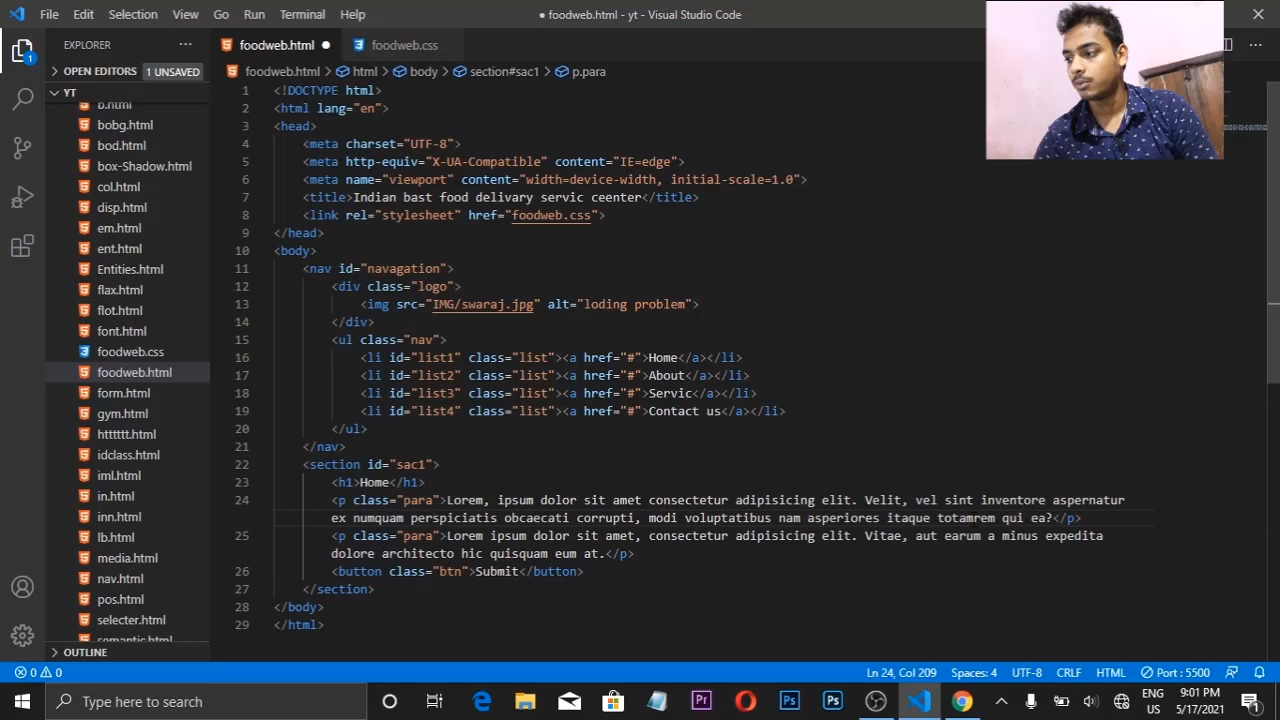 File Edit Selection View Go Run Terminal Help
● foodweb.html - yt - Visual Studio Code
EXPLORER
foodweb.html
foodweb.css
OPEN EDITORS 1 UNSAVED
foodweb.html > html > body > section#sac1 > p.para
YT
b.html
bobg.html
bod.html
box-Shadow.html
col.html
disp.html
em.html
ent.html
Entities.html
flax.html
flot.html
font.html
foodweb.css
foodweb.html
form.html
gym.html
htttttt.html
idclass.html
iml.html
in.html
inn.html
lb.html
media.html
nav.html
pos.html
selecter.html
semantic.html
OUTLINE
1 <!DOCTYPE html>
2 <html lang="en">
3 <head>
4 <meta charset="UTF-8">
5 <meta http-equiv="X-UA-Compatible" content="IE=edge">
6 <meta name="viewport" content="width=device-width, initial-scale=1.0">
7 <title>Indian bast food delivary servic ceenter</title>
8 <link rel="stylesheet" href="foodweb.css">
9 </head>
10 <body>
11 <nav id="navagation">
12 <div class="logo">
13 <img src="IMG/swaraj.jpg" alt="loding problem">
14 </div>
15 <ul class="nav">
16 <li id="list1" class="list"><a href="#">Home</a></li>
17 <li id="list2" class="list"><a href="#">About</a></li>
18 <li id="list3" class="list"><a href="#">Servic</a></li>
19 <li id="list4" class="list"><a href="#">Contact us</a></li>
20 </ul>
21 </nav>
22 <section id="sac1">
23 <h1>Home</h1>
24 <p class="para">Lorem, ipsum dolor sit amet consectetur adipisicing elit. Velit, vel sint inventore aspernatur
ex numquam perspiciatis obcaecati corrupti, modi voluptatibus nam asperiores itaque totamrem qui ea?</p>
25 <p class="para">Lorem ipsum dolor sit amet, consectetur adipisicing elit. Vitae, aut earum a minus expedita
dolore architecto hic quisquam eum at.</p>
26 <button class="btn">Submit</button>
27 </section>
28 </body>
29 </html>
0 0 Ln 24, Col 209 Spaces: 4 UTF-8 CRLF HTML Port : 5500
Type here to search
ENG
US
9:01 PM
5/17/2021